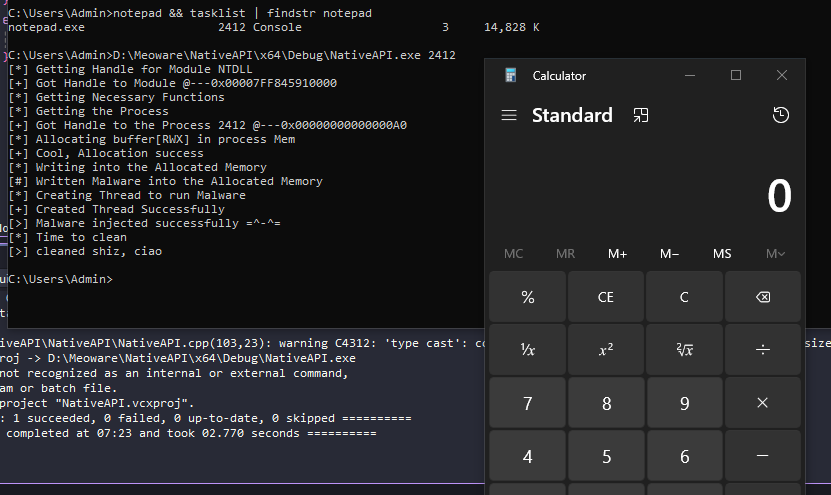 C:\Users\Admin>notepad && tasklist | findstr notepad
notepad.exe 2412 Console 3 14,828 K
C:\Users\Admin>D:\Meoware\NativeAPI\x64\Debug\NativeAPI.exe 2412
[*] Getting Handle for Module NTDLL
[+] Got Handle to Module @---0x00007FF845910000
[*] Getting Necessary Functions
[*] Getting the Process
[+] Got Handle to the Process 2412 @---0x00000000000000A0
[*] Allocating buffer[RWX] in process Mem
[+] Cool, Allocation success
[*] Writing into the Allocated Memory
[#] Written Malware into the Allocated Memory
[*] Creating Thread to run Malware
[+] Created Thread Successfully
[>] Malware injected successfully =^-^=
[*] Time to clean
[>] cleaned shiz, ciao
C:\Users\Admin>
iveAPI\NativeAPI\NativeAPI.cpp(103,23): warning C4312: 'type cast': co
size
roj -> D:\Meoware\NativeAPI\x64\Debug\NativeAPI.exe
not recognized as an internal or external command,
am or batch file.
project "NativeAPI.vcxproj".
: 1 succeeded, 0 failed, 0 up-to-date, 0 skipped ==========
completed at 07:23 and took 02.770 seconds ==========
Calculator
Standard
0
MC MR M+ M− MS M˅
% CE C
¹⁄x x² ²√x ÷
7 8 9 ×
4 5 6 −